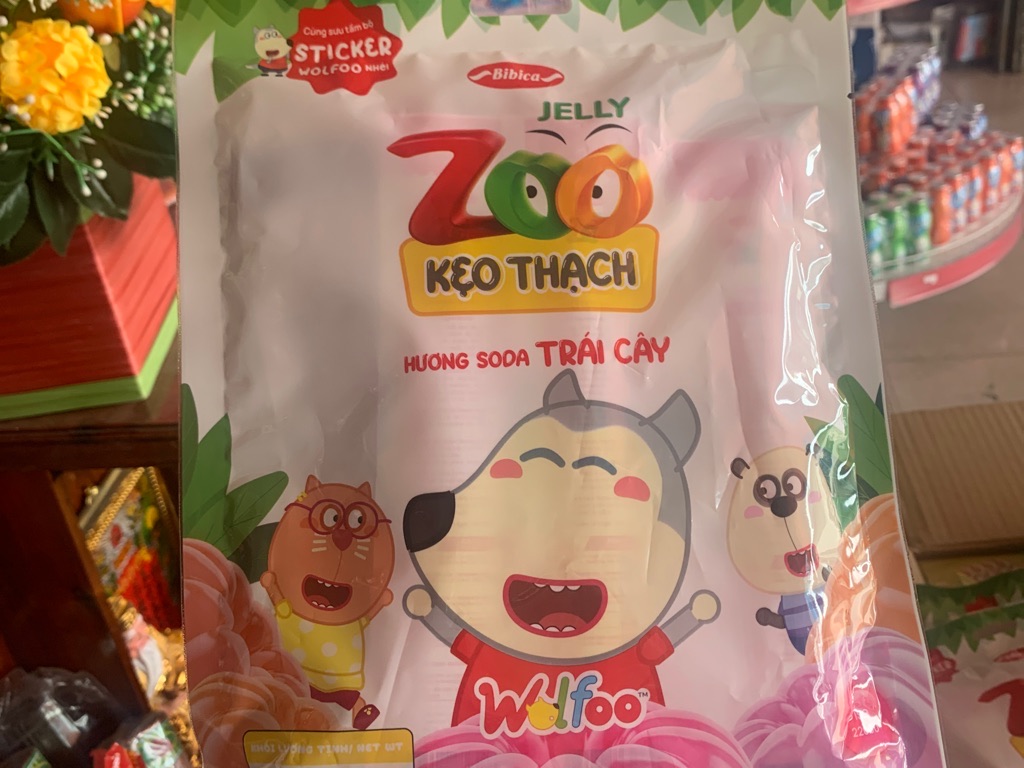 Cùng sưu tầm bộ
STICKER
WOLFOO NHÉ!
Bibica
JELLY
ZOO
KẸO THẠCH
HƯƠNG SODA TRÁI CÂY
Wolfoo™
KHỐI LƯỢNG TỊNH/ NET WT